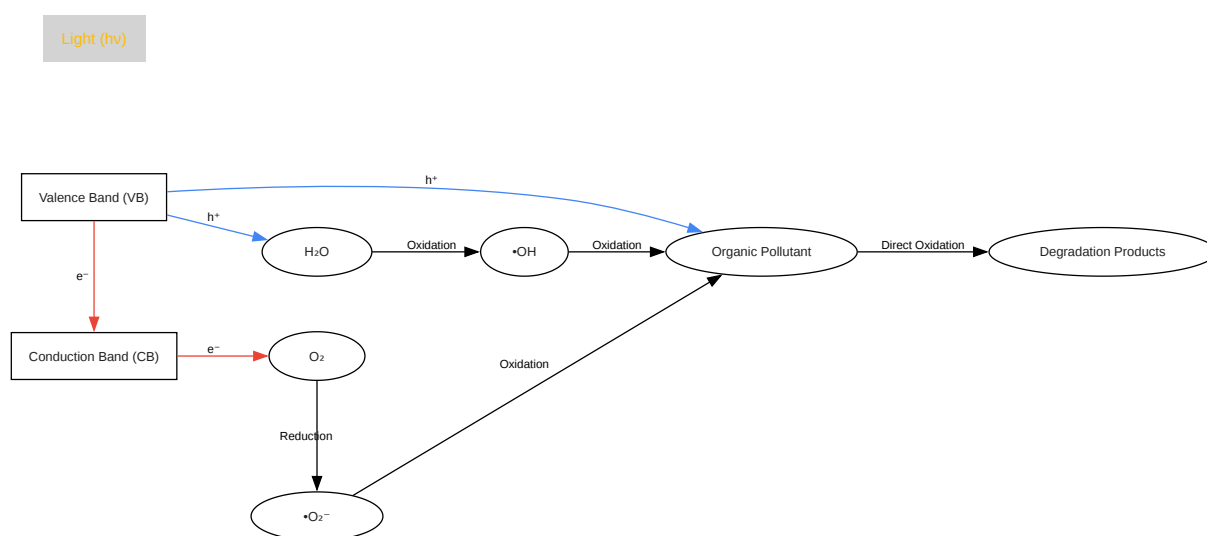 Light (hν)
h⁺
Valence Band (VB)
h⁺
H₂O
Oxidation
•OH
Oxidation
Organic Pollutant
Direct Oxidation
Degradation Products
e⁻
Conduction Band (CB)
e⁻
O₂
Oxidation
Reduction
•O₂⁻